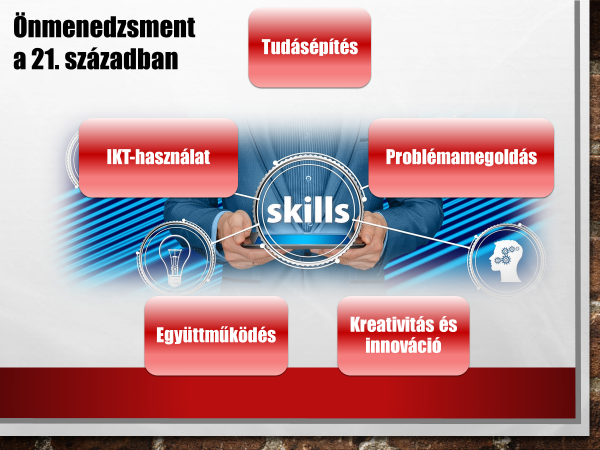 Önmenedzsment
a 21. században
Tudásépítés
IKT-használat
Problémamegoldás
skills
Együttműködés
Kreativitás és
innováció